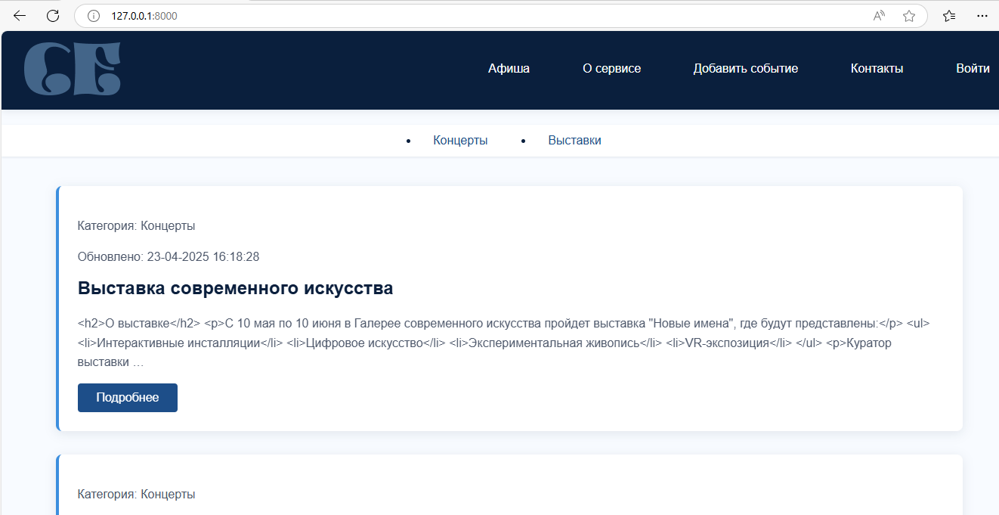 127.0.0.1:8000
СБ
Афиша О сервисе Добавить событие Контакты Войти
• Концерты • Выставки
Категория: Концерты
Обновлено: 23-04-2025 16:18:28
Выставка современного искусства
<h2>О выставке</h2> <p>С 10 мая по 10 июня в Галерее современного искусства пройдет выставка "Новые имена", где будут представлены:</p> <ul>
<li>Интерактивные инсталляции</li> <li>Цифровое искусство</li> <li>Экспериментальная живопись</li> <li>VR-экспозиция</li> </ul> <p>Куратор
выставки …
Подробнее
Категория: Концерты